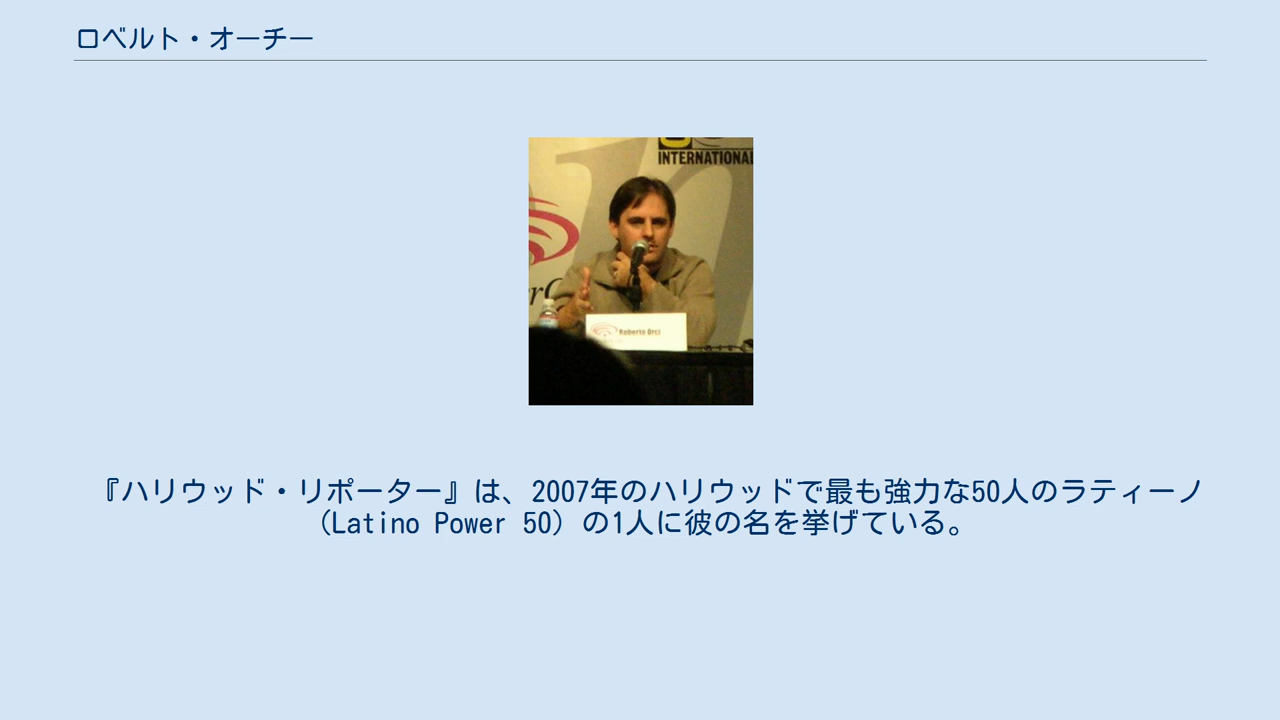 ロベルト・オーチー
INTERNATIONAL
Roberto Orci
『ハリウッド・リポーター』は、2007年のハリウッドで最も強力な50人のラティーノ
(Latino Power 50) の1人に彼の名を挙げている。